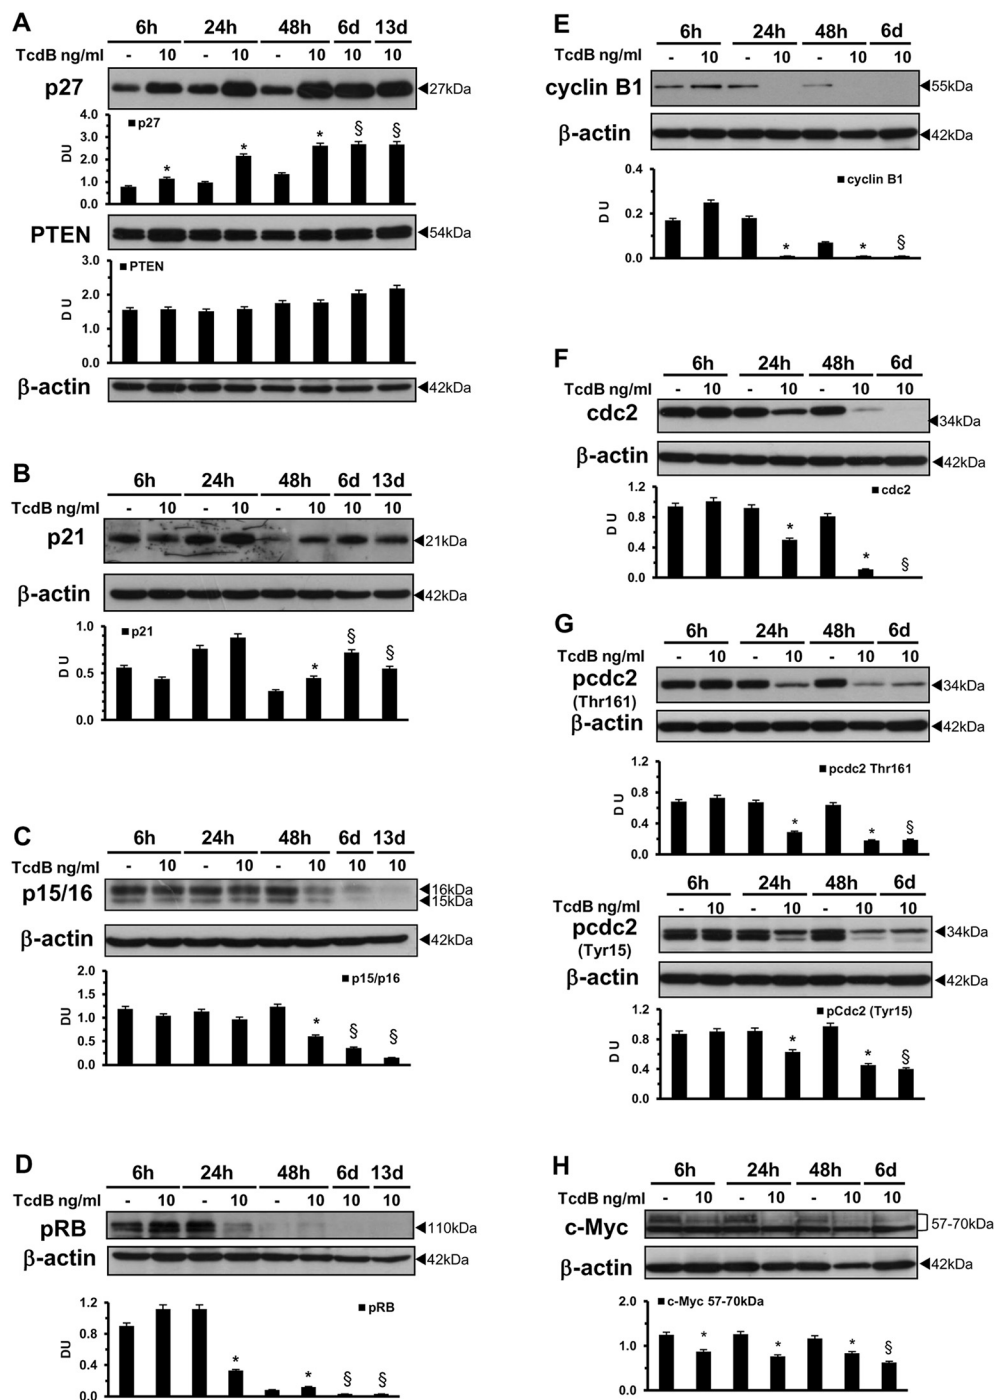 A
6h 24h 48h 6d 13d
TcdB ng/ml - 10 - 10 - 10 10 10
p27 ◄27kDa
■ p27
4.0
3.0
2.0
1.0
0.0
DU
* * * § §
PTEN ◄54kDa
■ PTEN
3.0
2.0
1.0
0.0
D U
β-actin ◄42kDa
B
6h 24h 48h 6d 13d
TcdB ng/ml - 10 - 10 - 10 10 10
p21 ◄21kDa
β-actin ◄42kDa
■ p21
1.0
0.5
0.0
D U
* § §
C
6h 24h 48h 6d 13d
TcdB ng/ml - 10 - 10 - 10 10 10
p15/16 ◄16kDa
◄15kDa
β-actin ◄42kDa
■ p15/p16
2.0
1.5
1.0
0.5
0.0
DU
* § §
D
6h 24h 48h 6d 13d
TcdB ng/ml - 10 - 10 - 10 10 10
pRB ◄110kDa
β-actin ◄42kDa
■ pRB
1.2
0.8
0.4
0.0
DU
* * § §
E
6h 24h 48h 6d
TcdB ng/ml - 10 - 10 - 10 10
cyclin B1 ◄55kDa
β-actin ◄42kDa
■ cyclin B1
0.4
0.2
0.0
D U
* * §
F
6h 24h 48h 6d
TcdB ng/ml - 10 - 10 - 10 10
cdc2 ◄34kDa
β-actin ◄42kDa
■ cdc2
1.2
0.8
0.4
0.0
D U
* * §
G
6h 24h 48h 6d
TcdB ng/ml - 10 - 10 - 10 10
pcdc2 ◄34kDa
(Thr161)
β-actin ◄42kDa
■ pcdc2 Thr161
1.2
0.8
0.4
0.0
D U
* * §
6h 24h 48h 6d
TcdB ng/ml - 10 - 10 - 10 10
pcdc2 ◄34kDa
(Tyr15)
β-actin ◄42kDa
■ pCdc2 (Tyr15)
1.2
0.8
0.4
0.0
D U
* * §
H
6h 24h 48h 6d
TcdB ng/ml - 10 - 10 - 10 10
c-Myc 57-70kDa
β-actin ◄42kDa
■ c-Myc 57-70kDa
2.0
1.0
0.0
D U
* * * §